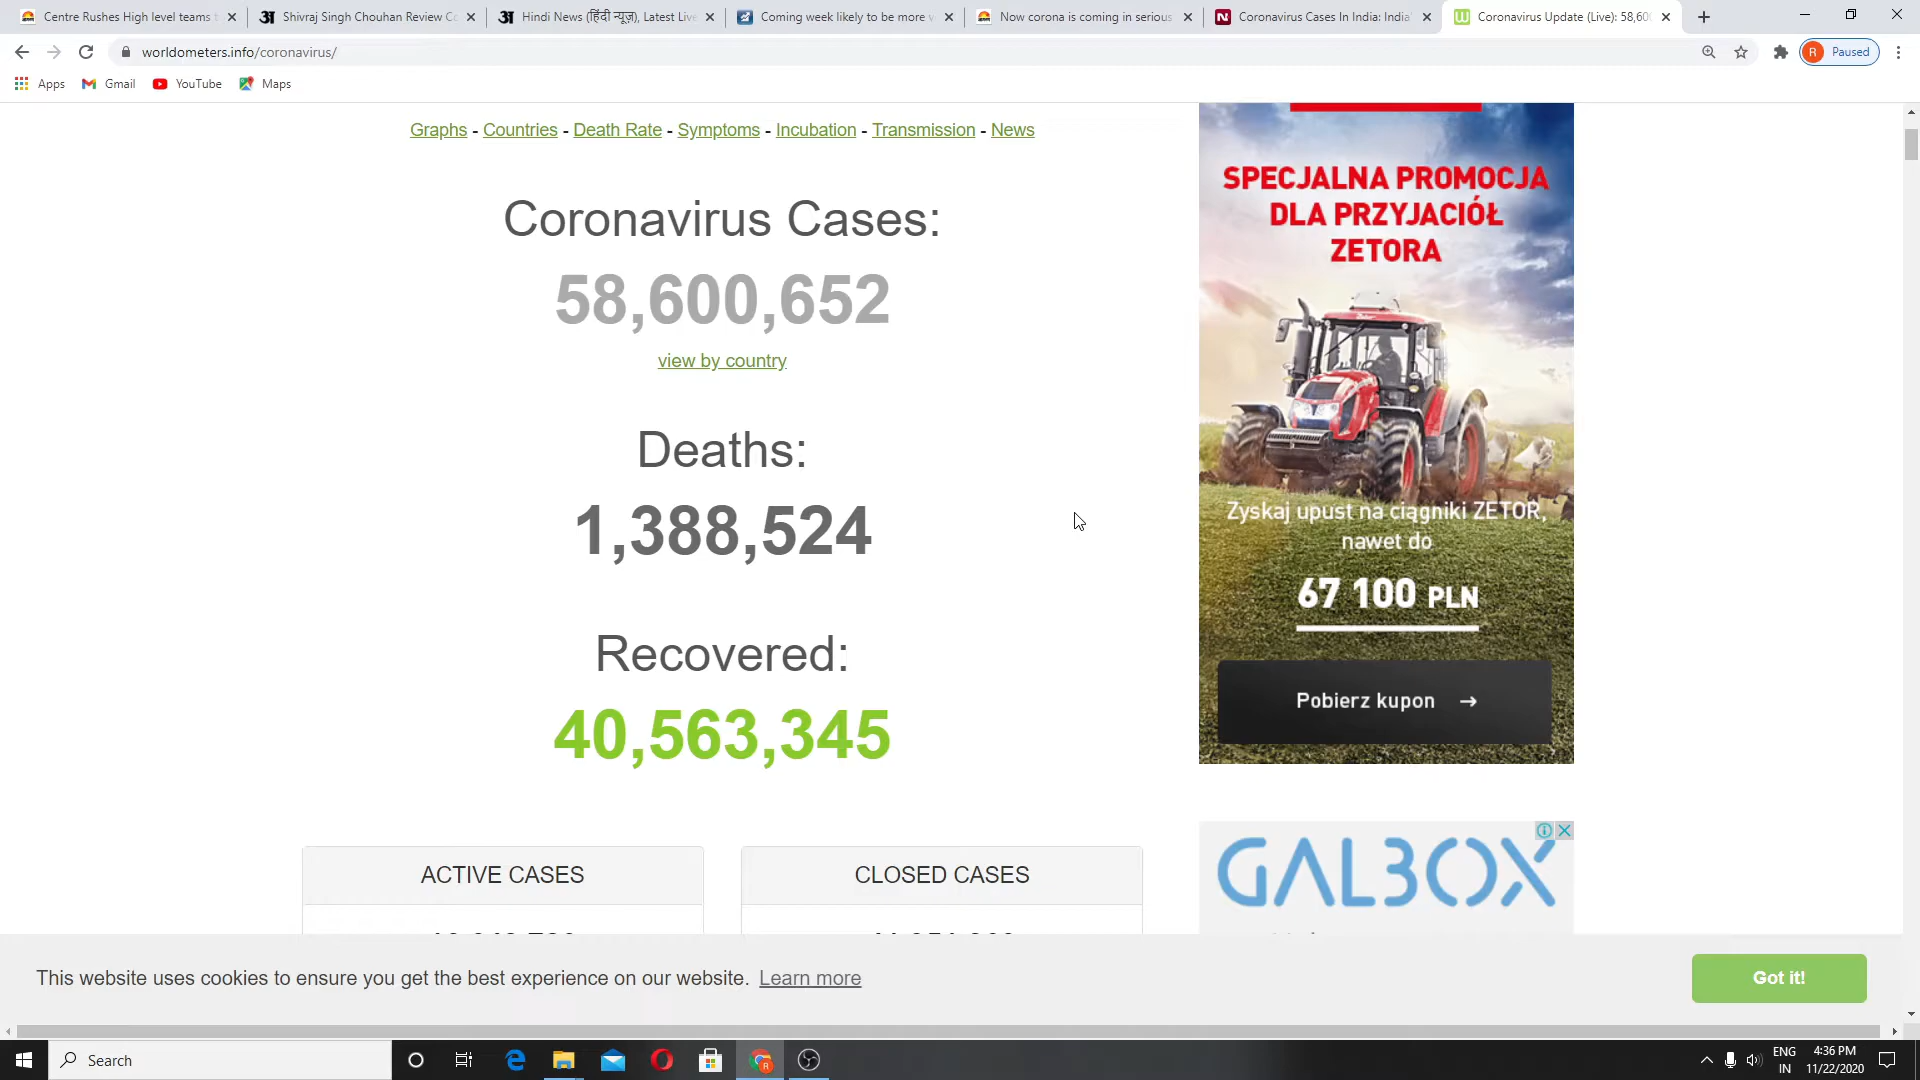 Centre Rushes High level teams
Shivraj Singh Chouhan Review
Hindi News (हिंदी न्यूज़), Latest Live
Coming week likely to be more
Now corona is coming in serious
Coronavirus Cases In India: India
Coronavirus Update (Live): 58,60
worldometers.info/coronavirus/
R Paused
Apps Gmail YouTube Maps
Graphs - Countries - Death Rate - Symptoms - Incubation - Transmission - News
Coronavirus Cases:
58,600,652
view by country
Deaths:
1,388,524
Recovered:
40,563,345
ACTIVE CASES
CLOSED CASES
SPECJALNA PROMOCJA
DLA PRZYJACIÓŁ
ZETORA
Zyskaj upust na ciągniki ZETOR,
nawet do
67 100 PLN
Pobierz kupon →
GALBOX
This website uses cookies to ensure you get the best experience on our website. Learn more
Got it!
Search
ENG
IN
4:36 PM
11/22/2020